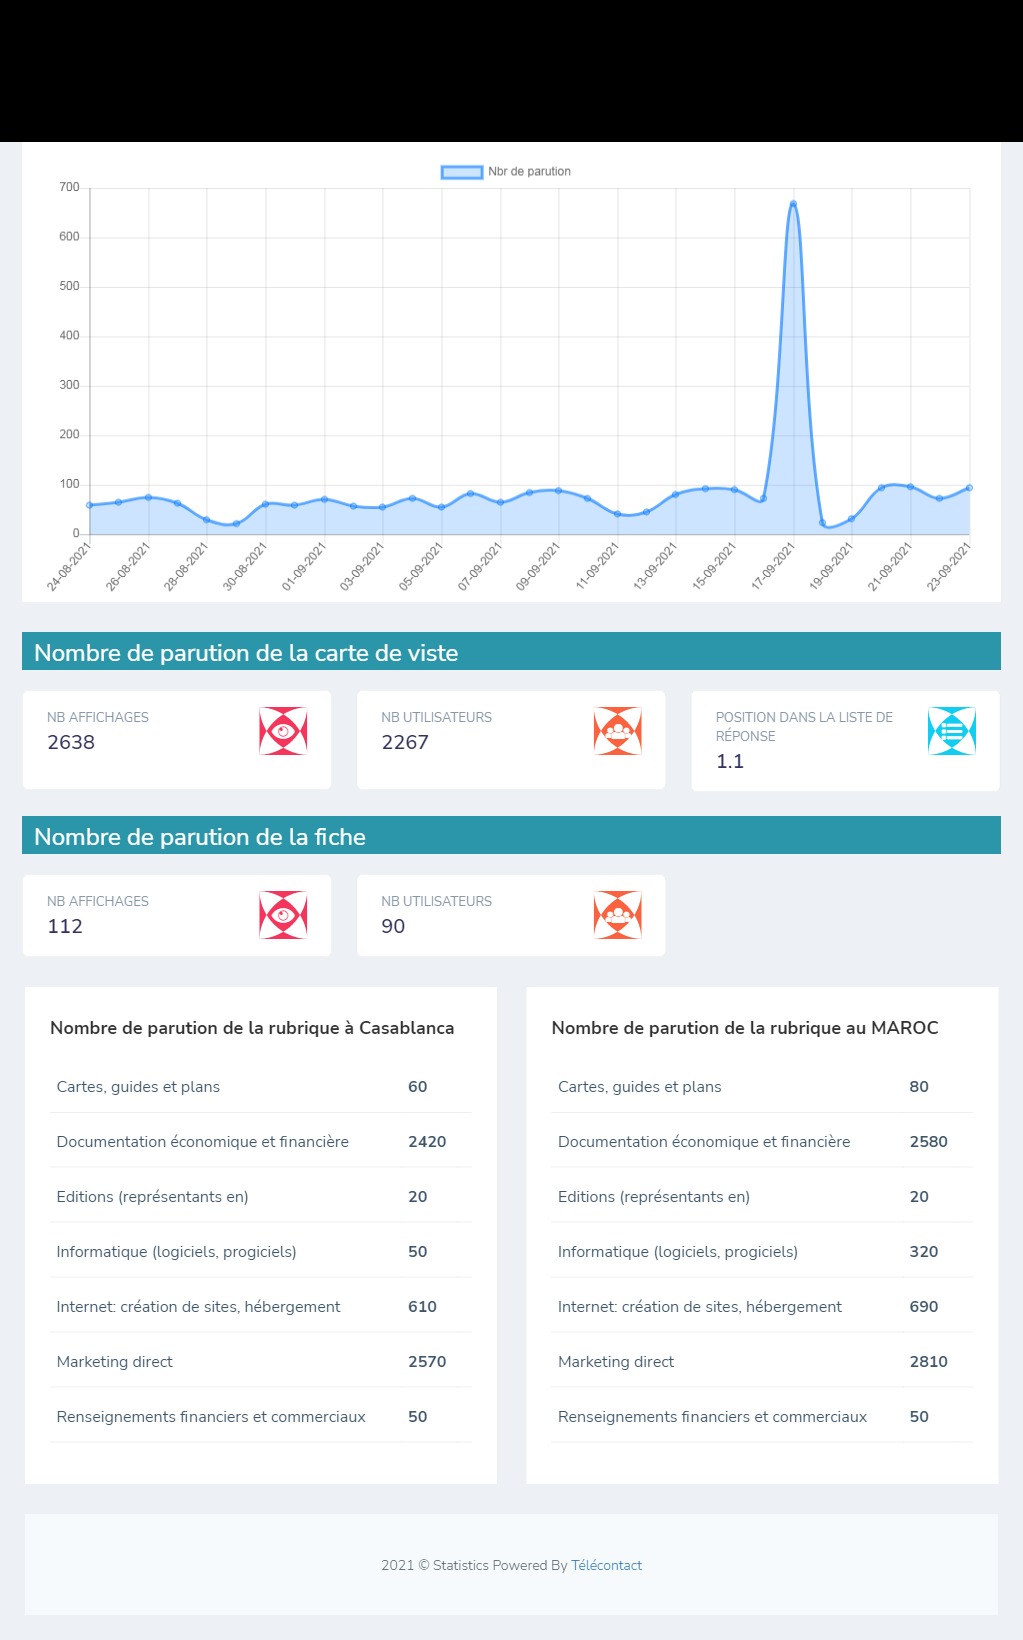 Nbr de parution
700
600
500
400
300
200
100
0
24-08-2021
26-08-2021
28-08-2021
30-08-2021
01-09-2021
03-09-2021
05-09-2021
07-09-2021
09-09-2021
11-09-2021
13-09-2021
15-09-2021
17-09-2021
19-09-2021
21-09-2021
23-09-2021
Nombre de parution de la carte de viste
NB AFFICHAGES
2638
NB UTILISATEURS
2267
POSITION DANS LA LISTE DE
RÉPONSE
1.1
Nombre de parution de la fiche
NB AFFICHAGES
112
NB UTILISATEURS
90
Nombre de parution de la rubrique à Casablanca
Cartes, guides et plans 60
Documentation économique et financière 2420
Editions (représentants en) 20
Informatique (logiciels, progiciels) 50
Internet: création de sites, hébergement 610
Marketing direct 2570
Renseignements financiers et commerciaux 50
Nombre de parution de la rubrique au MAROC
Cartes, guides et plans 80
Documentation économique et financière 2580
Editions (représentants en) 20
Informatique (logiciels, progiciels) 320
Internet: création de sites, hébergement 690
Marketing direct 2810
Renseignements financiers et commerciaux 50
2021 © Statistics Powered By Télécontact